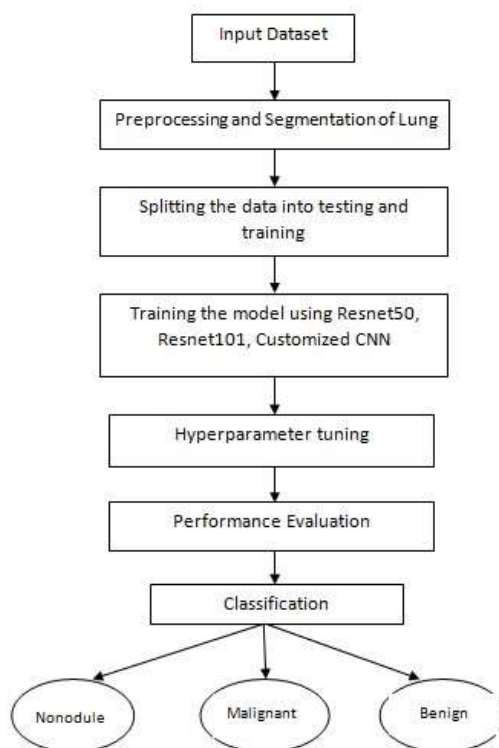 Input Dataset
Preprocessing and Segmentation of Lung
Splitting the data into testing and
training
Training the model using Resnet50,
Resnet101, Customized CNN
Hyperparameter tuning
Performance Evaluation
Classification
Nonodule
Malignant
Benign